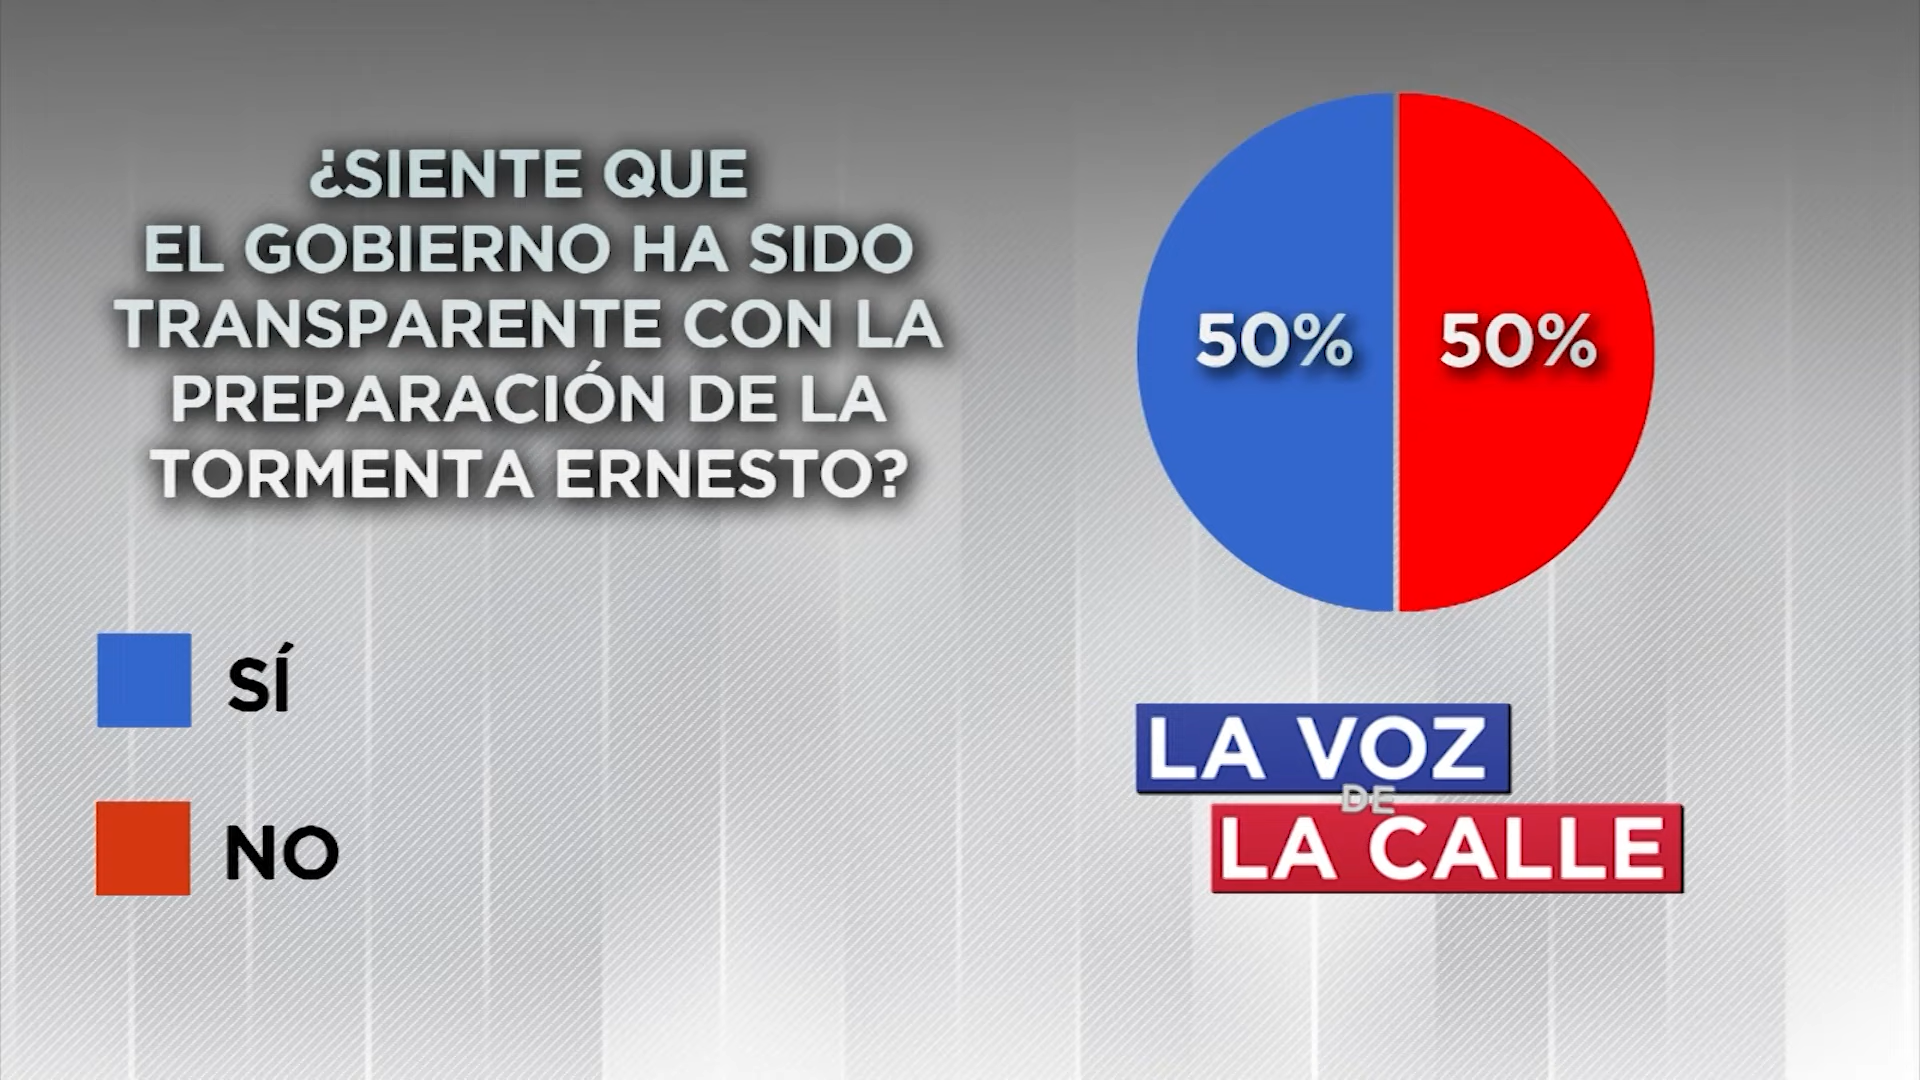 ¿SIENTE QUE
EL GOBIERNO HA SIDO
TRANSPARENTE CON LA
PREPARACIÓN DE LA
TORMENTA ERNESTO?
SÍ
NO
50%
50%
LA VOZ
DE
LA CALLE